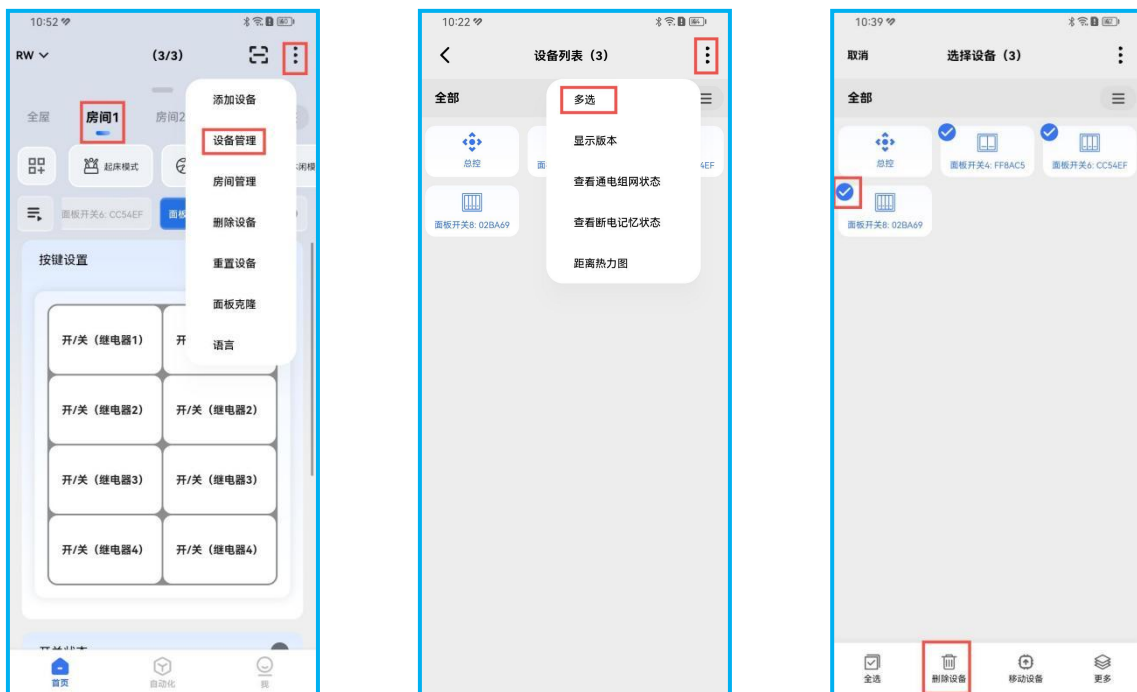 10:52
80
RW
(3/3)
添加设备
全屋
房间1
房间2
设备管理
起床模式
闭模
房间管理
面板开关6: CC54EF
面板
删除设备
按键设置
重置设备
面板克隆
开/关（继电器1）
开
语言
开/关（继电器2）
开/关（继电器2）
开/关（继电器3）
开/关（继电器3）
开/关（继电器4）
开/关（继电器4）
首页
自动化
我
10:22
设备列表（3）
全部
多选
总控
面
4EF
显示版本
查看通电组网状态
面板开关8: 02BA69
查看断电记忆状态
距离热力图
10:39
取消
选择设备（3）
全部
总控
面板开关4: FF8AC5
面板开关6: CC54EF
面板开关8: 02BA69
全选
删除设备
移动设备
更多